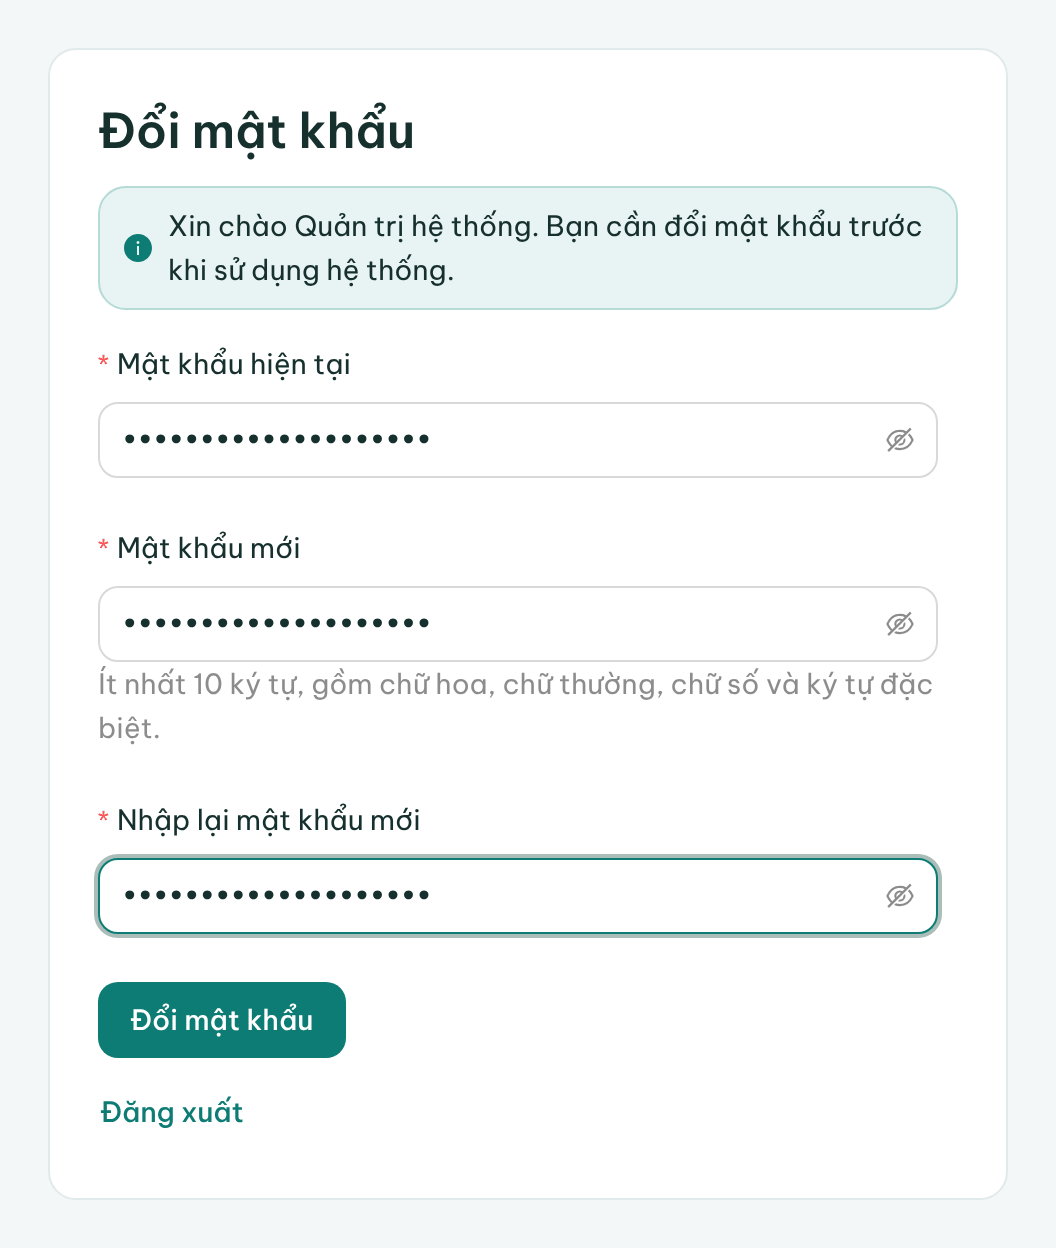 Đổi mật khẩu
Xin chào Quản trị hệ thống. Bạn cần đổi mật khẩu trước
khi sử dụng hệ thống.
* Mật khẩu hiện tại
••••••••••••••••••••
* Mật khẩu mới
••••••••••••••••••••
Ít nhất 10 ký tự, gồm chữ hoa, chữ thường, chữ số và ký tự đặc
biệt.
* Nhập lại mật khẩu mới
••••••••••••••••••••
Đổi mật khẩu
Đăng xuất